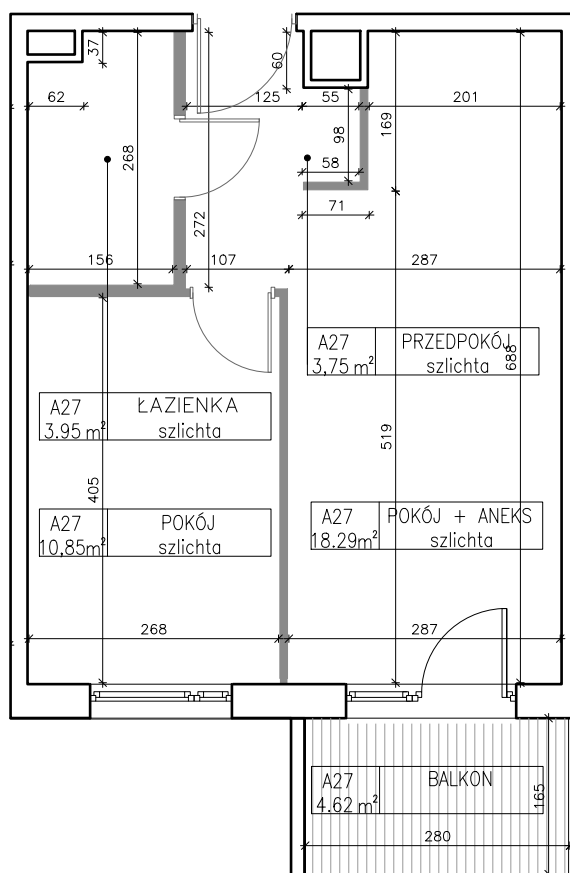 37
60
62
125
55
201
268
98
169
58
272
71
156
107
287
A27 PRZEDPOKÓJ
3,75 m² szlichta
688
A27 ŁAZIENKA
3.95 m² szlichta
519
405
A27 POKÓJ
10,85m² szlichta
A27 POKÓJ + ANEKS
18.29m² szlichta
268
287
A27 BALKON
4.62 m²
165
280